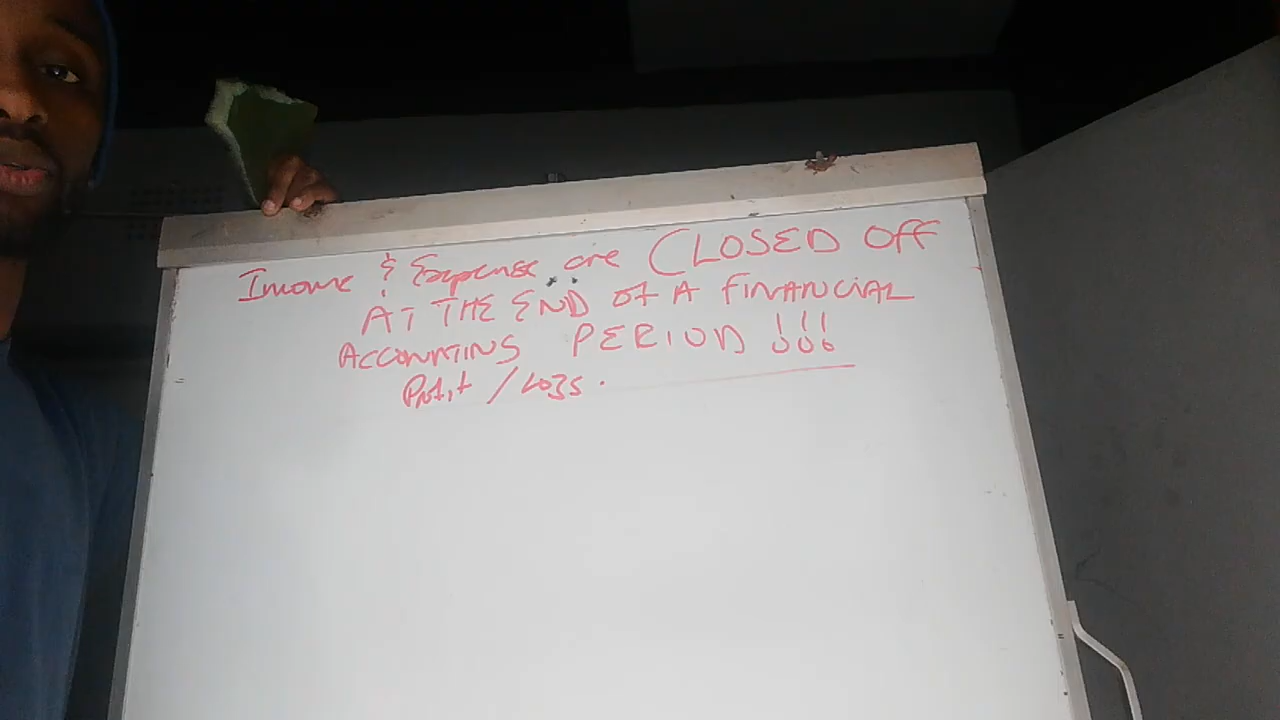 Income & Expense are CLOSED Off
AT THE END Of A FINANCIAL
ACCOUNTING PERIOD !!!
Profit / Loss.